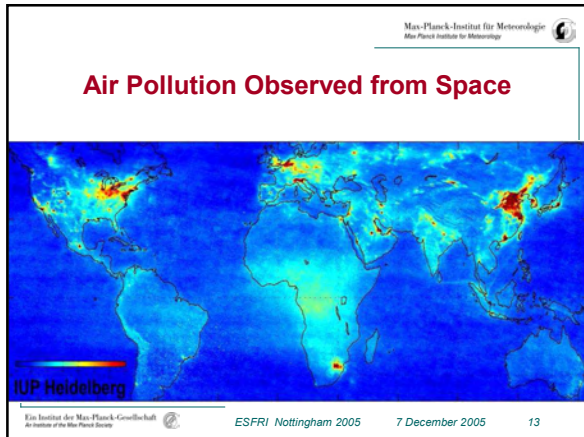 Max-Planck-Institut für Meteorologie
Max Planck Institute for Meteorology
Air Pollution Observed from Space
IUP Heidelberg
Ein Institut der Max-Planck-Gesellschaft
An Institute of the Max Planck Society
ESFRI Nottingham 2005 7 December 2005 13